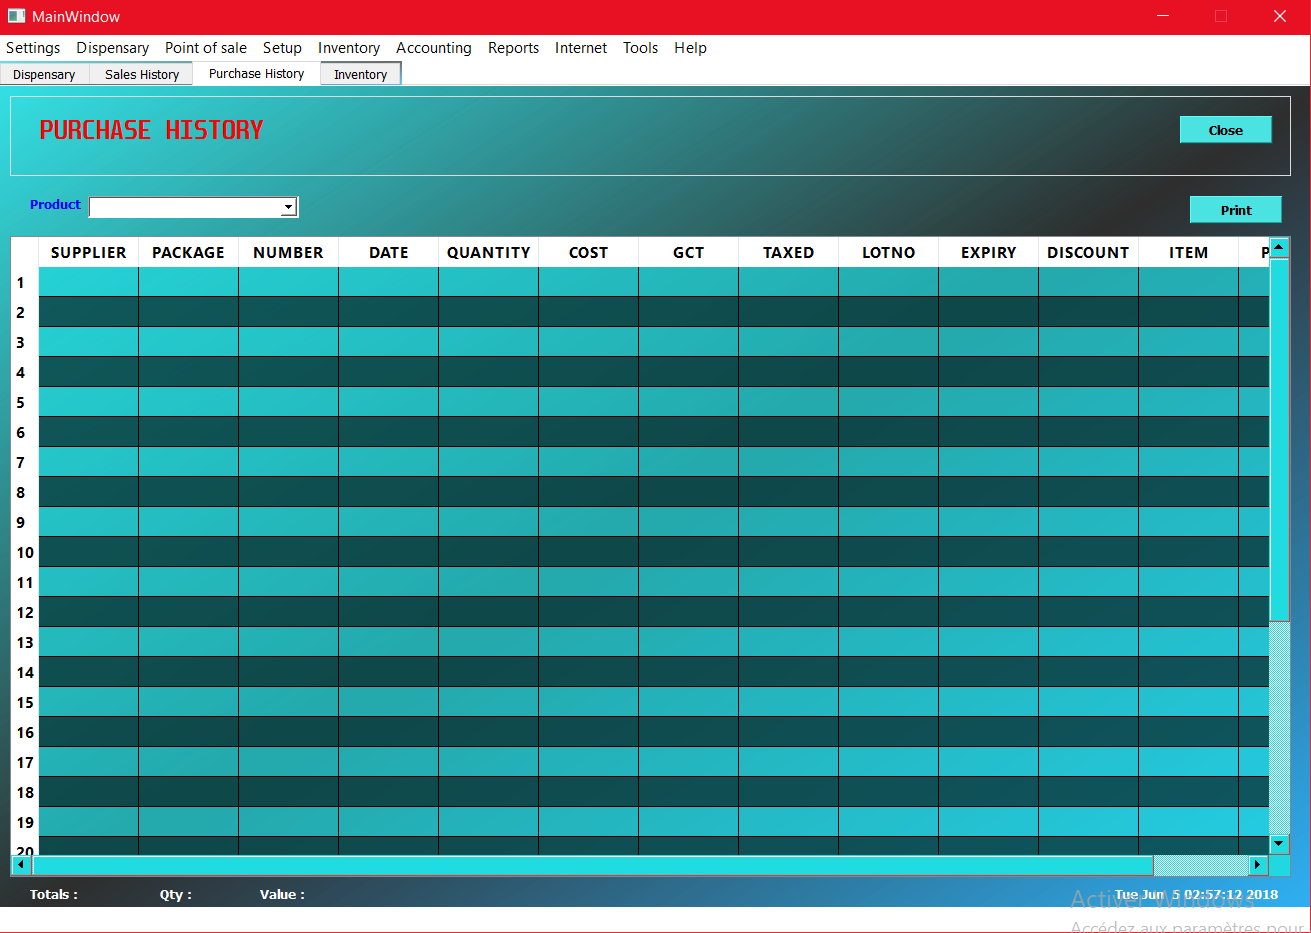 MainWindow
Settings Dispensary Point of sale Setup Inventory Accounting Reports Internet Tools Help
Dispensary Sales History Purchase History Inventory
PURCHASE HISTORY
Close
Product
Print
SUPPLIER PACKAGE NUMBER DATE QUANTITY COST GCT TAXED LOTNO EXPIRY DISCOUNT ITEM P
1
2
3
4
5
6
7
8
9
10
11
12
13
14
15
16
17
18
19
20
Totals : Qty : Value : Tue Jun 5 02:57:12 2018
Activer Windows
Accédez aux paramètres pour